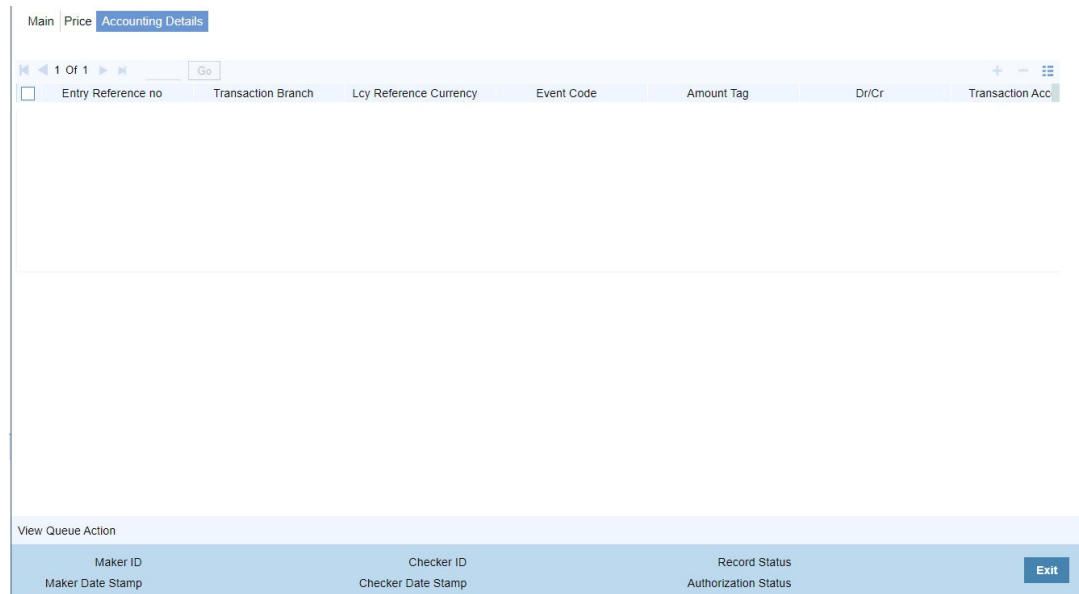 Main Price Accounting Details
1 Of 1 Go
Entry Reference no Transaction Branch Lcy Reference Currency Event Code Amount Tag Dr/Cr Transaction Acc
View Queue Action
Maker ID Checker ID Record Status
Exit
Maker Date Stamp Checker Date Stamp Authorization Status